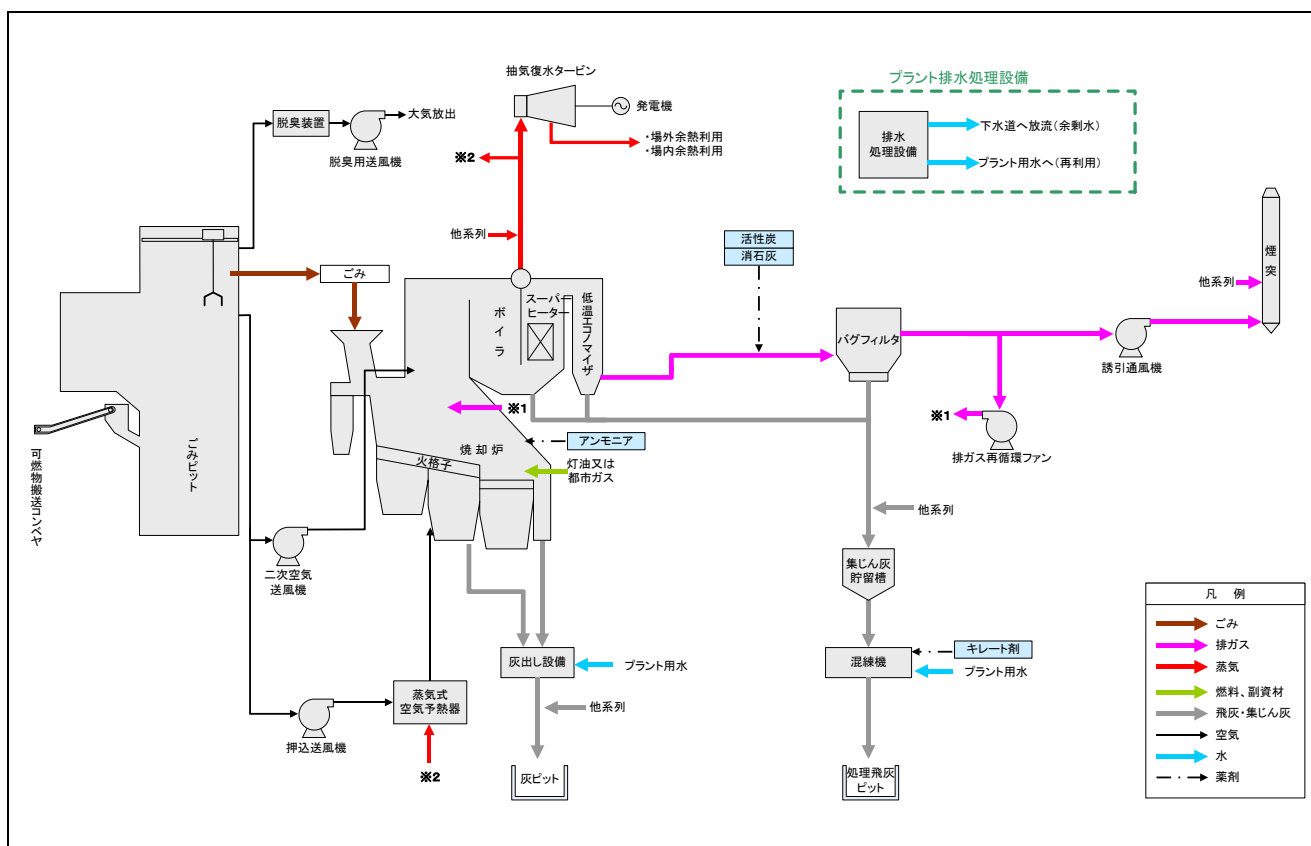 抽気復水タービン
発電機
・場外余熱利用
・場内余熱利用
※2
他系列
脱臭装置
大気放出
脱臭用送風機
プラント排水処理設備
排水
処理設備
下水道へ放流(余剰水)
プラント用水へ(再利用)
活性炭
消石灰
ごみ
ボイラ
スーパー
ヒーター
低温エコノマイザ
バグフィルタ
他系列
煙突
誘引通風機
※1
排ガス再循環ファン
※1
アンモニア
焼却炉
火格子
灯油又は
都市ガス
可燃物搬送コンベヤ
ごみピット
二次空気
送風機
押込送風機
蒸気式
空気予熱器
※2
灰出し設備
プラント用水
他系列
灰ピット
他系列
集じん灰
貯留槽
混練機
キレート剤
プラント用水
処理飛灰
ピット
凡 例
ごみ
排ガス
蒸気
燃料、副資材
飛灰・集じん灰
空気
水
薬剤